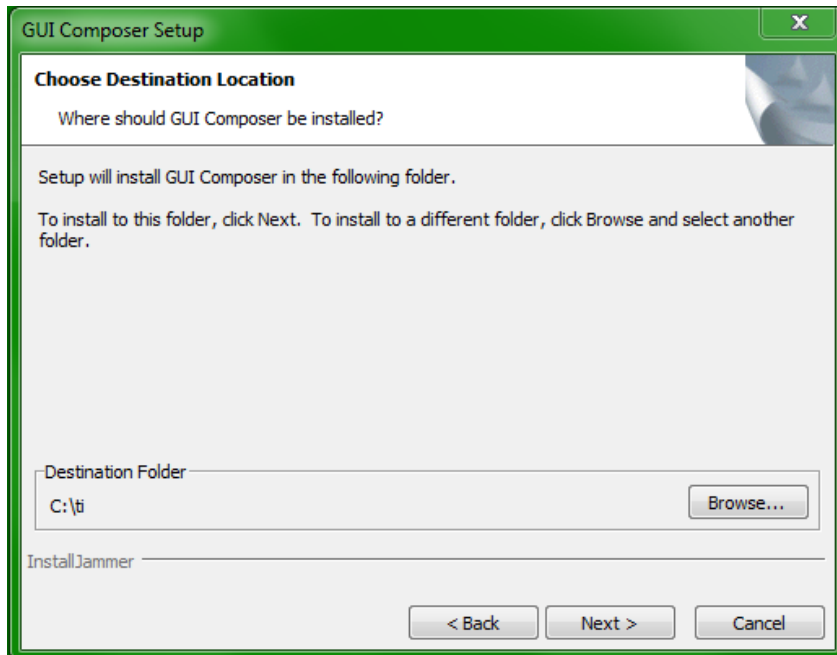 GUI Composer Setup
X
Choose Destination Location
Where should GUI Composer be installed?
Setup will install GUI Composer in the following folder.
To install to this folder, click Next.  To install to a different folder, click Browse and select another
folder.
Destination Folder
C:\ti
Browse...
InstallJammer
< Back
Next >
Cancel